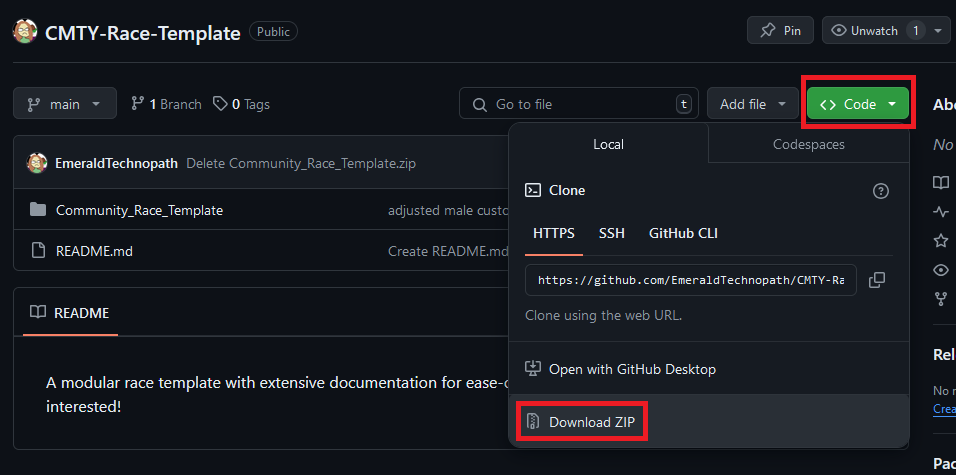 CMTY-Race-Template Public Pin Unwatch 1
main 1 Branch 0 Tags Go to file t Add file <> Code
EmeraldTechnopath Delete Community_Race_Template.zip
Community_Race_Template adjusted male custo
README.md Create README.md
README
A modular race template with extensive documentation for ease-o
interested!
Local Codespaces
Clone
HTTPS SSH GitHub CLI
https://github.com/EmeraldTechnopath/CMTY-Ra
Clone using the web URL.
Open with GitHub Desktop
Download ZIP
Abo
No
Rel
No r
Crea
Pac